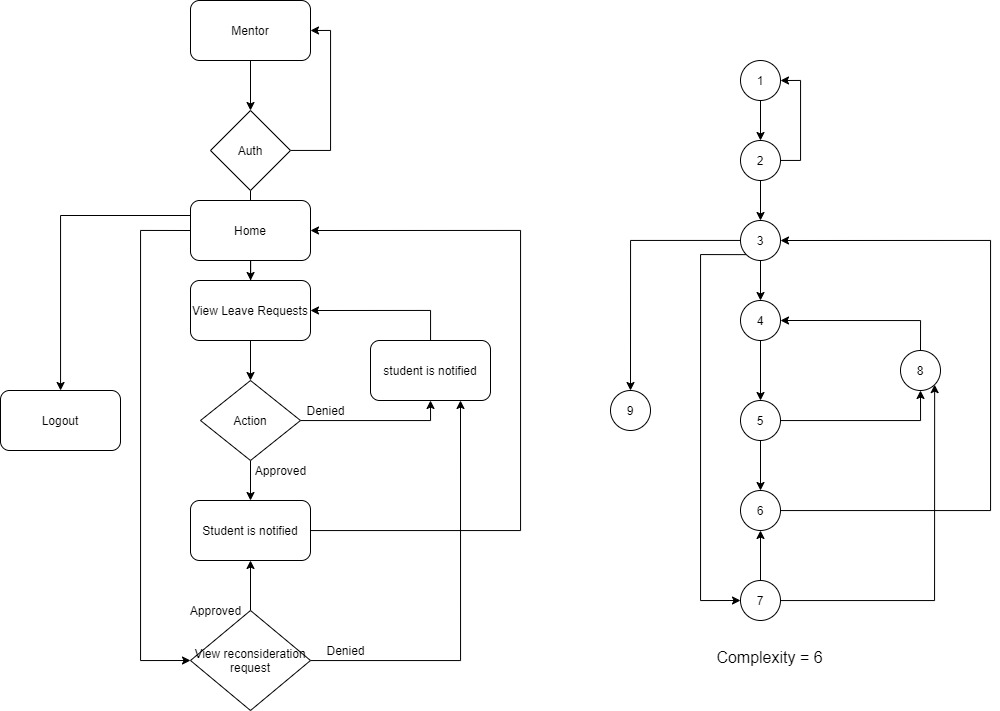 Mentor
Auth
Home
View Leave Requests
student is notified
Logout
Action
Denied
Approved
Student is notified
Approved
View reconsideration
request
Denied
1
2
3
4
8
9
5
6
7
Complexity = 6